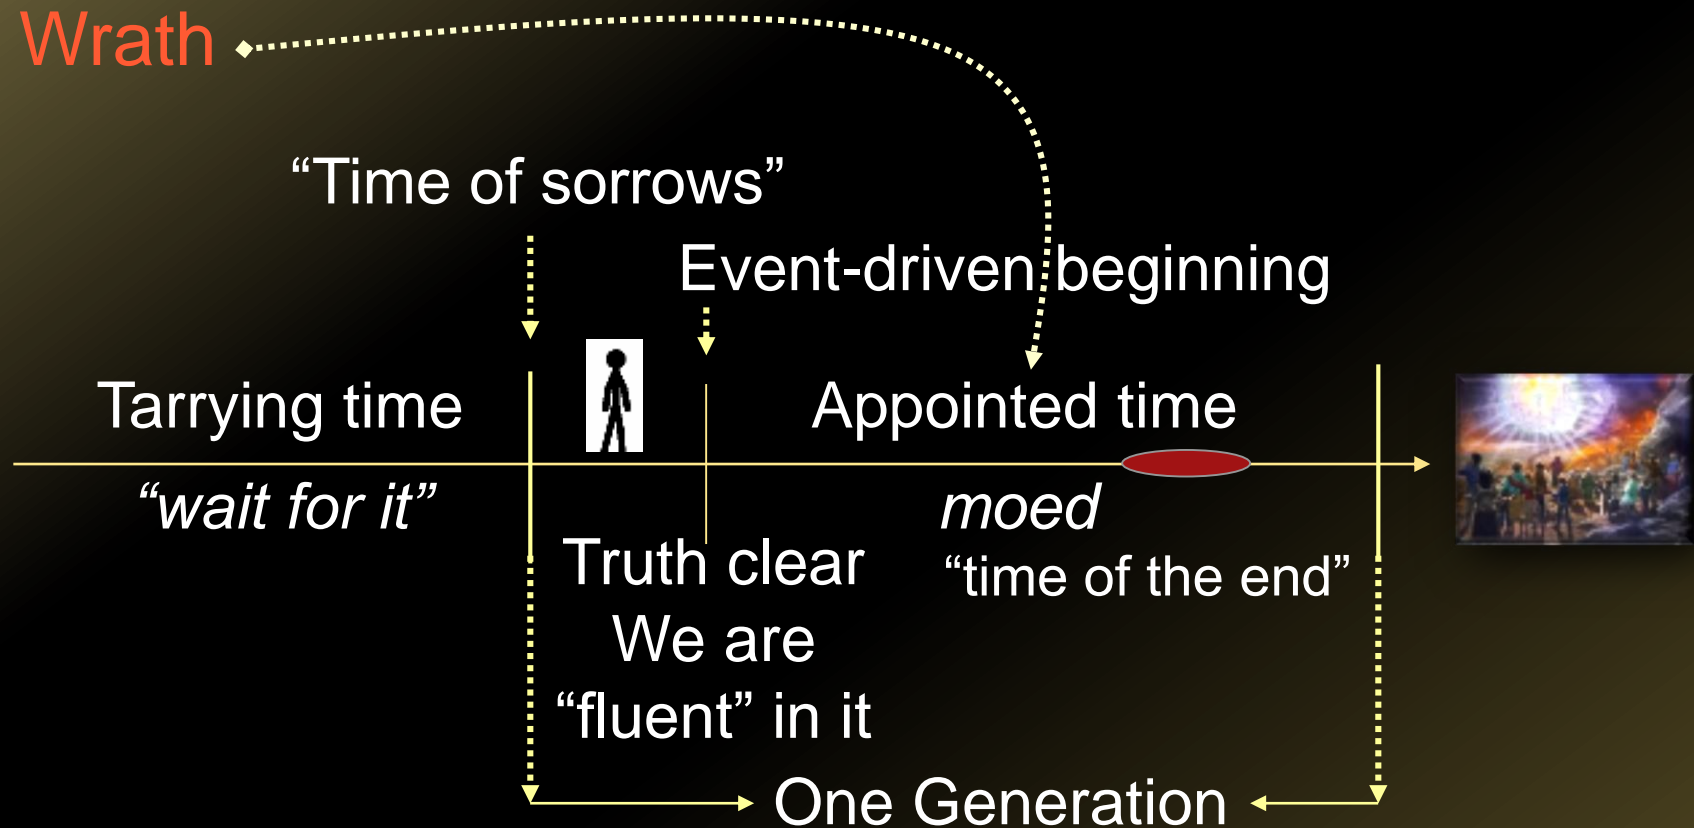 Wrath
“Time of sorrows”
Event-driven beginning
Tarrying time
Appointed time
“wait for it”
moed
Truth clear
“time of the end”
We are
“fluent” in it
One Generation